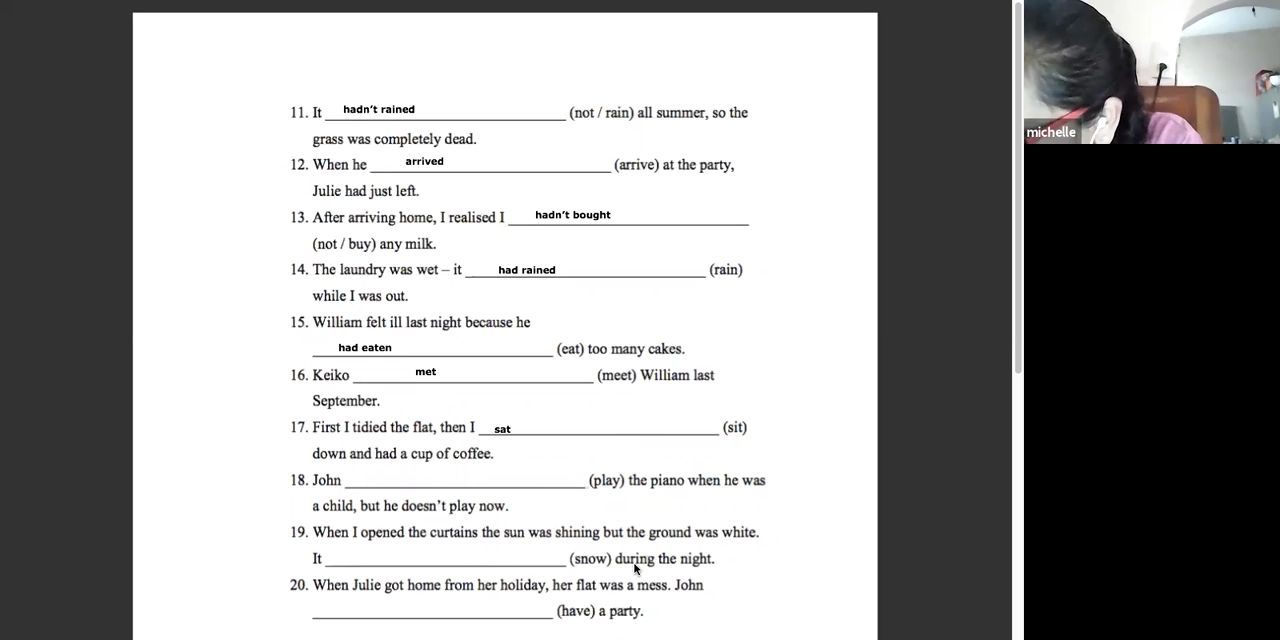 11. It hadn't rained (not / rain) all summer, so the
grass was completely dead.
12. When he arrived (arrive) at the party,
Julie had just left.
13. After arriving home, I realised I hadn't bought
(not / buy) any milk.
14. The laundry was wet – it had rained (rain)
while I was out.
15. William felt ill last night because he
had eaten (eat) too many cakes.
16. Keiko met (meet) William last
September.
17. First I tidied the flat, then I sat (sit)
down and had a cup of coffee.
18. John ______ (play) the piano when he was
a child, but he doesn't play now.
19. When I opened the curtains the sun was shining but the ground was white.
It ______ (snow) during the night.
20. When Julie got home from her holiday, her flat was a mess. John
______ (have) a party.
michelle